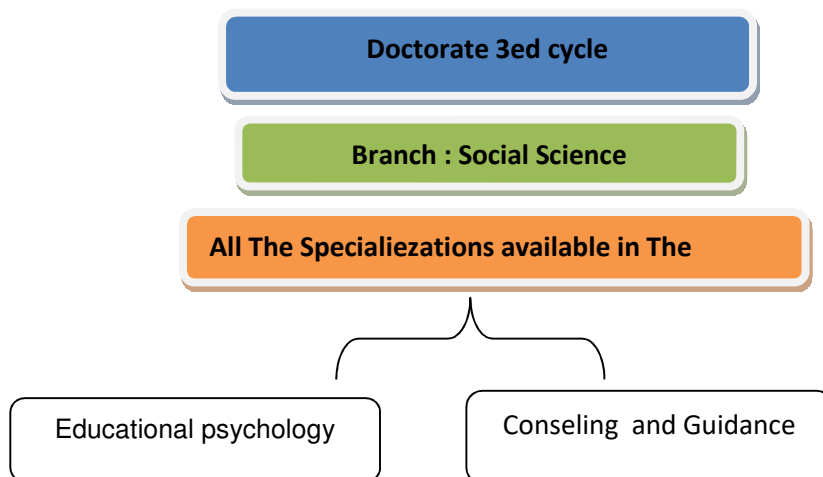 Doctorate 3ed cycle
Branch : Social Science
All The Specialiezations available in The
Educational psychology
Conseling and Guidance